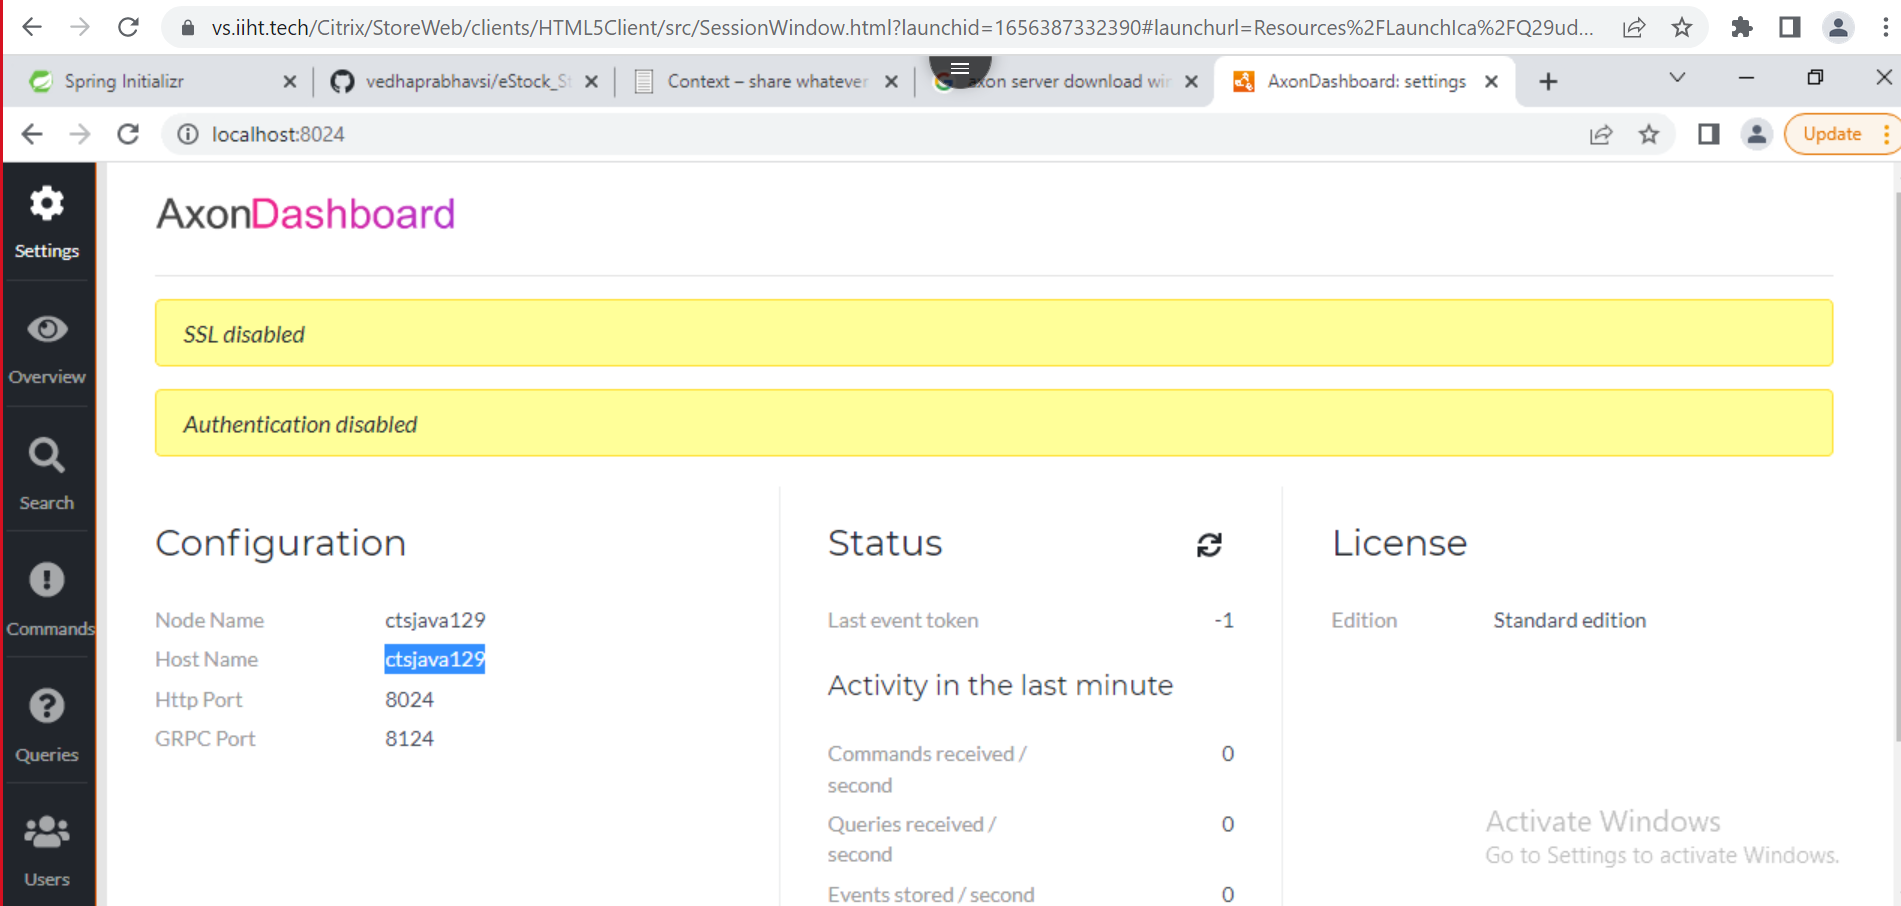 vs.iiht.tech/Citrix/StoreWeb/clients/HTML5Client/src/SessionWindow.html?launchid=1656387332390#launchurl=Resources%2FLaunchIca%2FQ29ud...
Spring Initializr
vedhaprabhavsi/eStock_St
Context – share whatever
axon server download win
AxonDashboard: settings
localhost:8024
Update
Settings
Overview
Search
Commands
Queries
Users
AxonDashboard
SSL disabled
Authentication disabled
Configuration
Node Name ctsjava129
Host Name ctsjava129
Http Port 8024
GRPC Port 8124
Status
Last event token -1
Activity in the last minute
Commands received /
second 0
Queries received /
second 0
Events stored / second 0
License
Edition Standard edition
Activate Windows
Go to Settings to activate Windows.